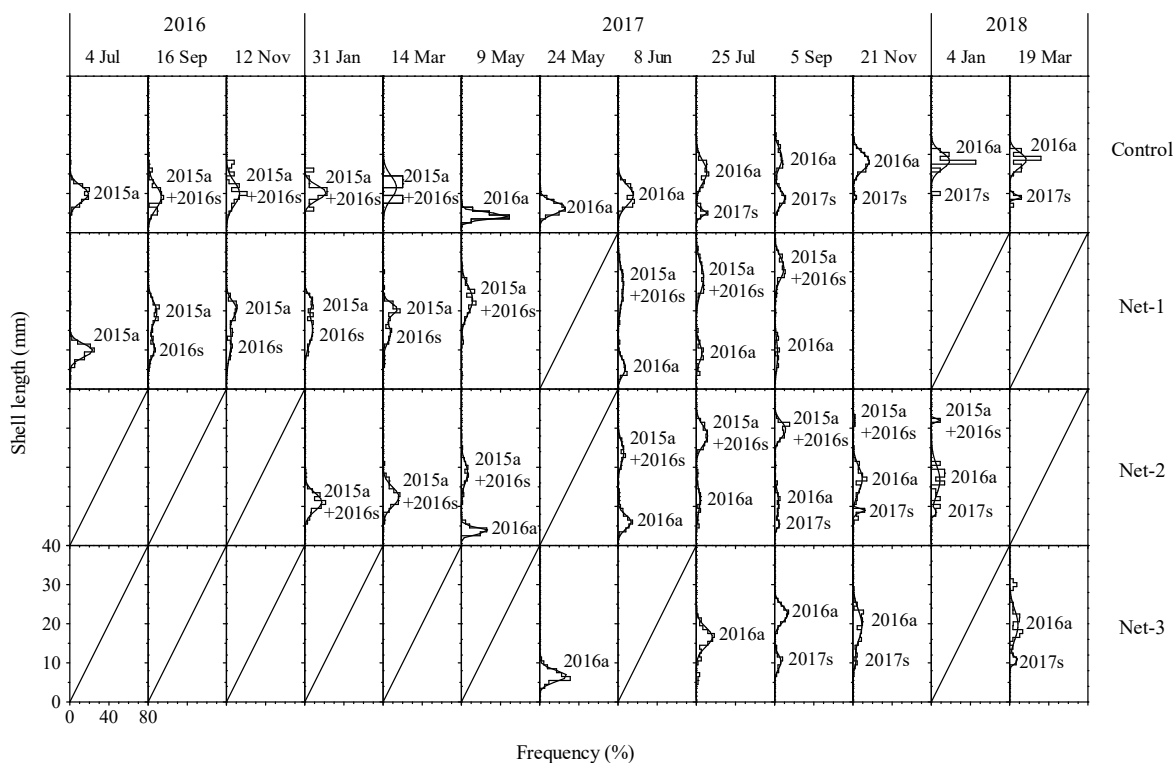 2016 2017 2018
4 Jul 16 Sep 12 Nov 31 Jan 14 Mar 9 May 24 May 8 Jun 25 Jul 5 Sep 21 Nov 4 Jan 19 Mar
Control
2015a
2015a
+2016s
2015a
+2016s
2015a
+2016s
2015a
+2016s
2016a
2016a
2016a
2016a
2017s
2016a
2017s
2016a
2017s
2016a
2017s
2016a
2017s
Net-1
2015a
2015a
2016s
2015a
2016s
2015a
2016s
2015a
2016s
2015a
+2016s
2015a
+2016s
2016a
2015a
+2016s
2016a
2015a
+2016s
2016a
Net-2
2015a
+2016s
2015a
+2016s
2015a
+2016s
2016a
2015a
+2016s
2016a
2015a
+2016s
2016a
2015a
+2016s
2016a
2017s
2015a
+2016s
2016a
2017s
2015a
+2016s
2016a
2017s
Net-3
2016a
2016a
2016a
2017s
2016a
2017s
2016a
2017s
Shell length (mm)
40
30
20
10
0
0 40 80
Frequency (%)